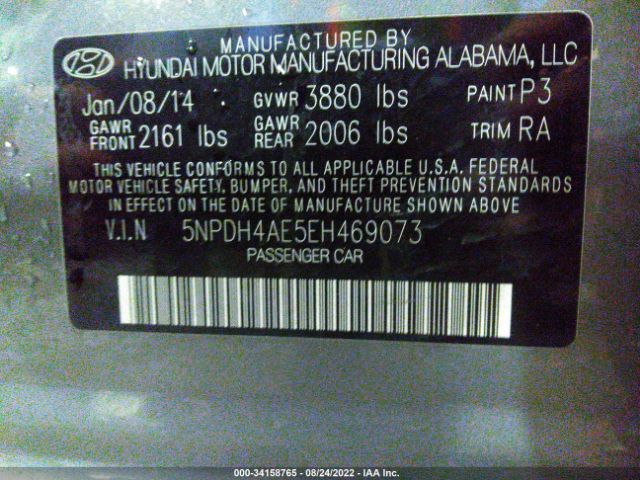 MANUFACTURED BY
HYUNDAI MOTOR MANUFACTURING ALABAMA, LLC
Jan/08/14 GVWR 3880 lbs PAINT P3
GAWR FRONT 2161 lbs GAWR REAR 2006 lbs TRIM RA
THIS VEHICLE CONFORMS TO ALL APPLICABLE U.S.A. FEDERAL
MOTOR VEHICLE SAFETY, BUMPER, AND THEFT PREVENTION STANDARDS
IN EFFECT ON THE DATE OF MANUFACTURE SHOWN ABOVE.
V.I.N 5NPDH4AE5EH469073
PASSENGER CAR
000-34158765 - 08/24/2022 - IAA Inc.